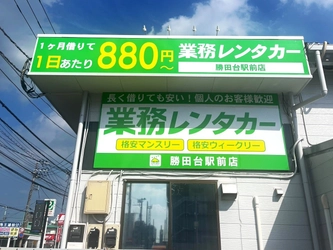 1ヶ月借りて
1日あたり880円～
業務レンタカー
勝田台駅前店
長く借りても安い！個人のお客様歓迎
業務レンタカー
格安マンスリー 格安ウィークリー
勝田台駅前店